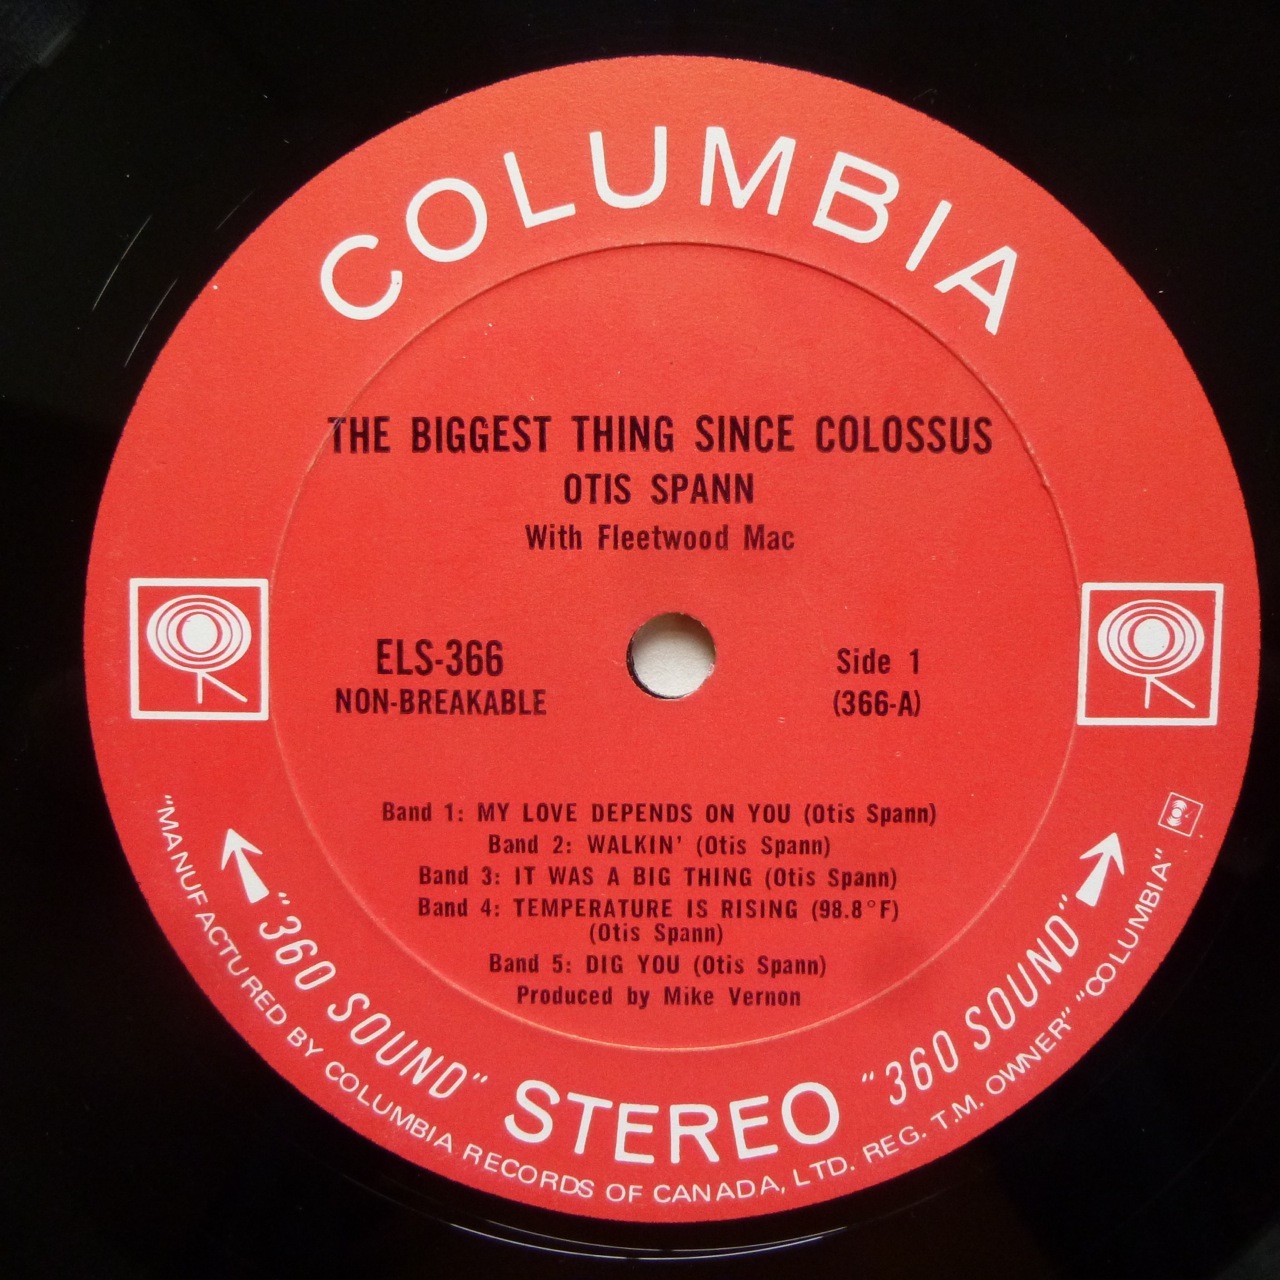 COLUMBIA
THE BIGGEST THING SINCE COLOSSUS
OTIS SPANN
With Fleetwood Mac
ELS-366
NON-BREAKABLE
Side 1
(366-A)
Band 1: MY LOVE DEPENDS ON YOU (Otis Spann)
Band 2: WALKIN' (Otis Spann)
Band 3: IT WAS A BIG THING (Otis Spann)
Band 4: TEMPERATURE IS RISING (98.8°F)
(Otis Spann)
Band 5: DIG YOU (Otis Spann)
Produced by Mike Vernon
"360 SOUND" STEREO "360 SOUND"
"MANUFACTURED BY COLUMBIA RECORDS OF CANADA, LTD. REG. T.M. OWNER" "COLUMBIA"